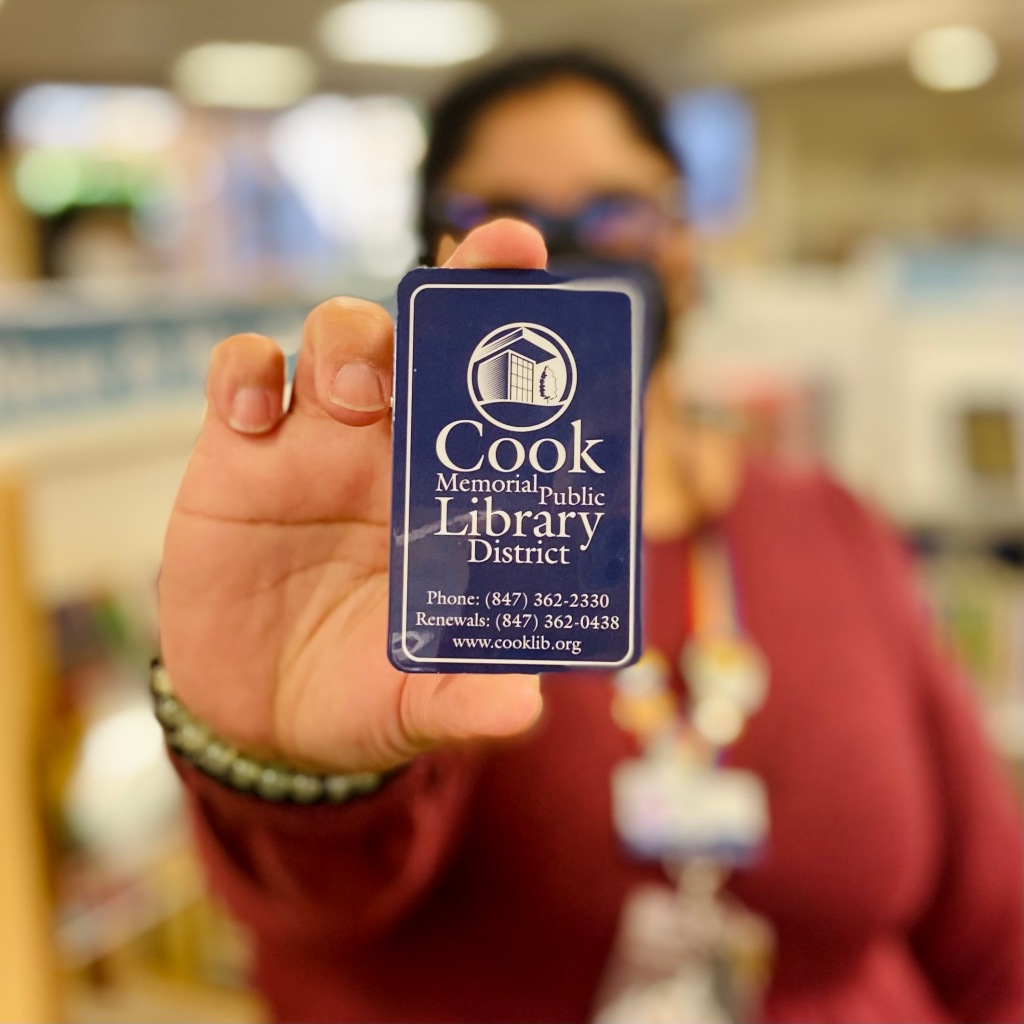 Cook
Memorial Public
Library
District
Phone: (847) 362-2330
Renewals: (847) 362-0438
www.cooklib.org